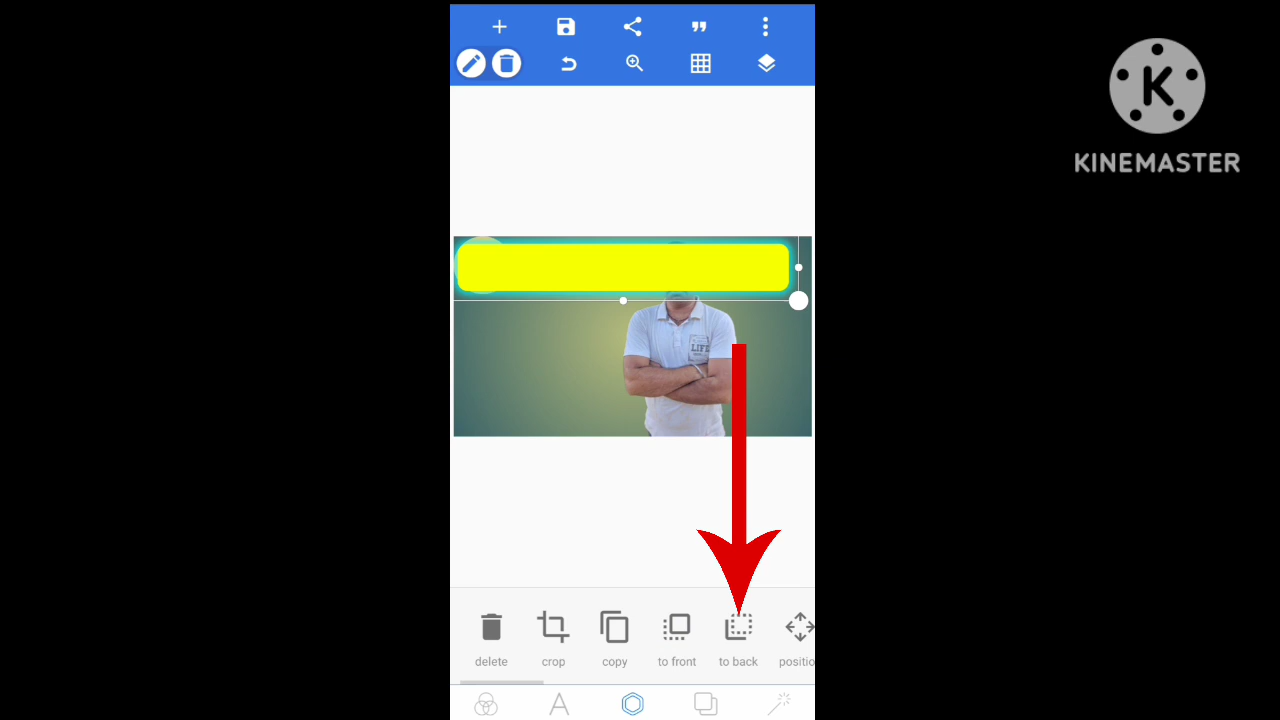 K
KINEMASTER
LIFE
delete
crop
copy
to front
to back
positio